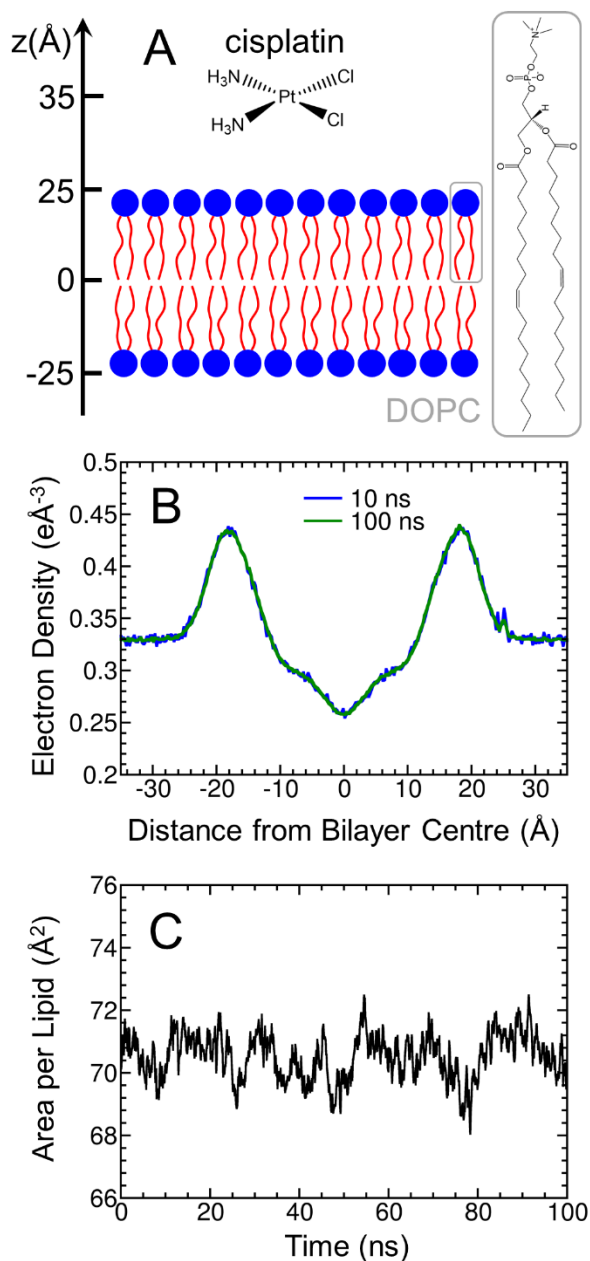 z(Å)
A
cisplatin
H₃N
Cl
Pt
H₃N
Cl
35
25
0
-25
DOPC
N⁺
O
O
P
O⁻
O
H
O
O
O
O
B
10 ns
100 ns
0.5
0.45
0.4
0.35
0.3
0.25
0.2
Electron Density (eÅ⁻³)
-30 -20 -10 0 10 20 30
Distance from Bilayer Centre (Å)
C
76
74
72
70
68
66
Area per Lipid (Å²)
0 20 40 60 80 100
Time (ns)